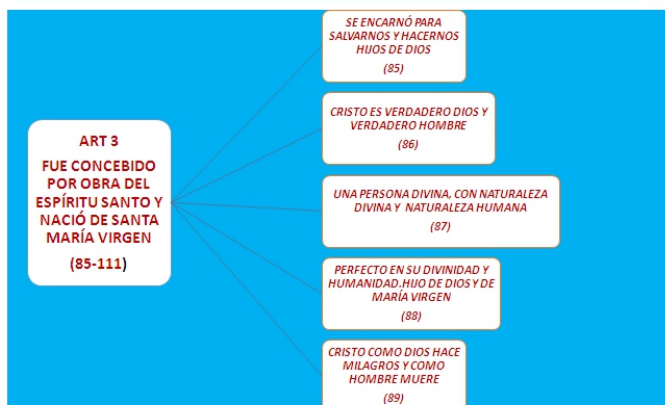 ART 3
FUE CONCEBIDO
POR OBRA DEL
ESPÍRITU SANTO Y
NACIÓ DE SANTA
MARÍA VIRGEN
(85-111)
SE ENCARNÓ PARA
SALVARNOS Y HACERNOS
HIJOS DE DIOS
(85)
CRISTO ES VERDADERO DIOS Y
VERDADERO HOMBRE
(86)
UNA PERSONA DIVINA, CON NATURALEZA
DIVINA Y NATURALEZA HUMANA
(87)
PERFECTO EN SU DIVINIDAD Y
HUMANIDAD.HIJO DE DIOS Y DE
MARÍA VIRGEN
(88)
CRISTO COMO DIOS HACE
MILAGROS Y COMO
HOMBRE MUERE
(89)